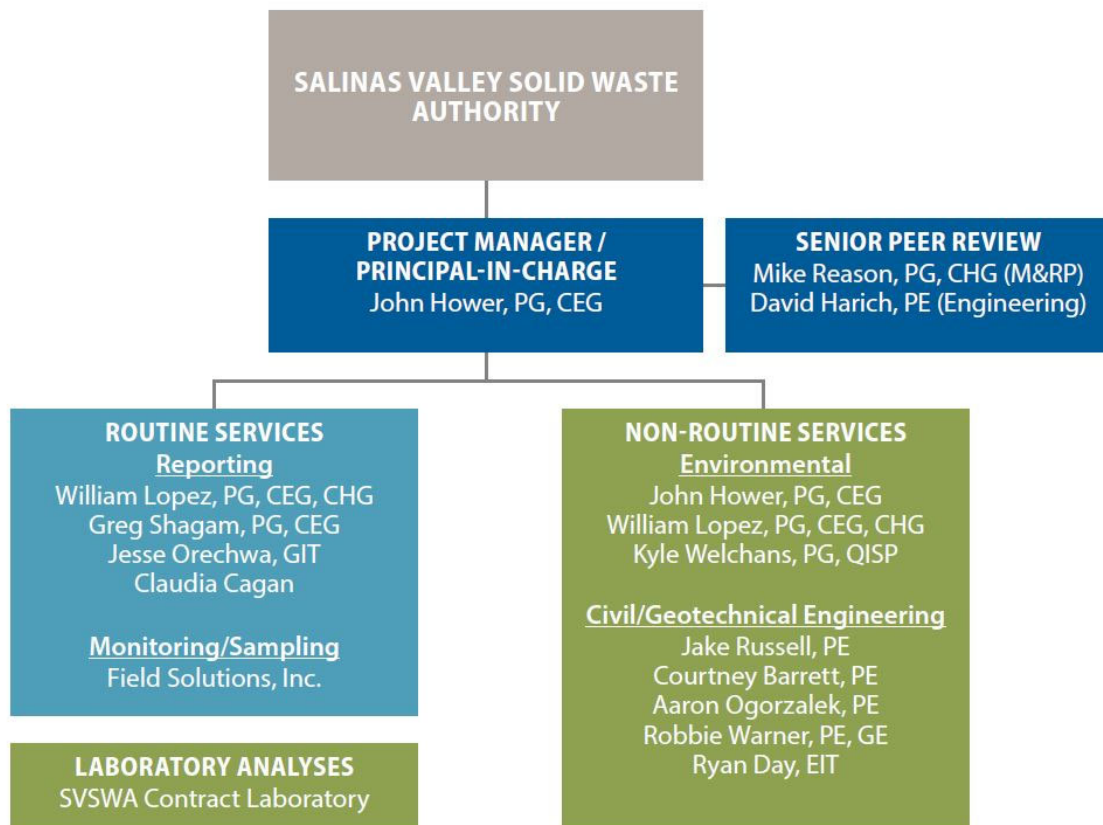 SALINAS VALLEY SOLID WASTE
AUTHORITY
PROJECT MANAGER /
PRINCIPAL-IN-CHARGE
John Hower, PG, CEG
SENIOR PEER REVIEW
Mike Reason, PG, CHG (M&RP)
David Harich, PE (Engineering)
ROUTINE SERVICES
Reporting
William Lopez, PG, CEG, CHG
Greg Shagam, PG, CEG
Jesse Orechwa, GIT
Claudia Cagan
Monitoring/Sampling
Field Solutions, Inc.
LABORATORY ANALYSES
SVSWA Contract Laboratory
NON-ROUTINE SERVICES
Environmental
John Hower, PG, CEG
William Lopez, PG, CEG, CHG
Kyle Welchans, PG, QISP
Civil/Geotechnical Engineering
Jake Russell, PE
Courtney Barrett, PE
Aaron Ogorzalek, PE
Robbie Warner, PE, GE
Ryan Day, EIT